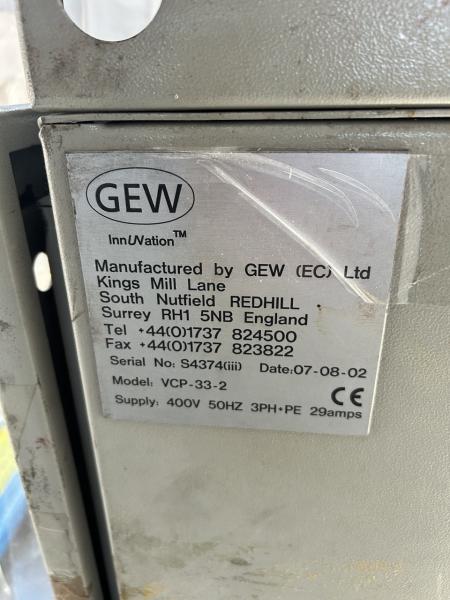 GEW
InnUVation™
Manufactured by GEW (EC) Ltd
Kings Mill Lane
South Nutfield REDHILL
Surrey RH1 5NB England
Tel +44(0)1737 824500
Fax +44(0)1737 823822
Serial No: S4374(iii) Date:07-08-02
Model: VCP-33-2
CE
Supply: 400V 50HZ 3PH+PE 29amps